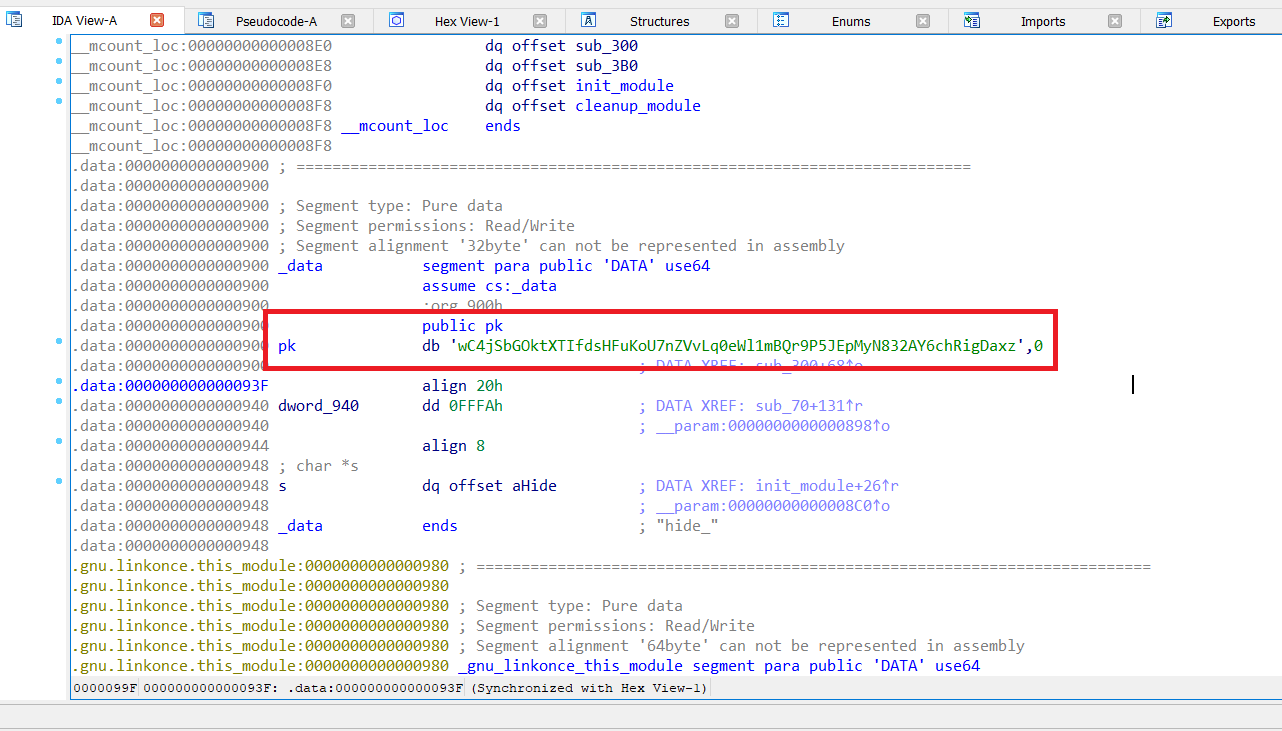 IDA View-A Pseudocode-A Hex View-1 Structures Enums Imports Exports
__mcount_loc:00000000000008E0 dq offset sub_300
__mcount_loc:00000000000008E8 dq offset sub_3B0
__mcount_loc:00000000000008F0 dq offset init_module
__mcount_loc:00000000000008F8 dq offset cleanup_module
__mcount_loc:00000000000008F8 __mcount_loc ends
__mcount_loc:00000000000008F8
.data:0000000000000900 ; ===========================================================================
.data:0000000000000900
.data:0000000000000900 ; Segment type: Pure data
.data:0000000000000900 ; Segment permissions: Read/Write
.data:0000000000000900 ; Segment alignment '32byte' can not be represented in assembly
.data:0000000000000900 _data segment para public 'DATA' use64
.data:0000000000000900 assume cs:_data
.data:0000000000000900 ;org 900h
.data:0000000000000900 public pk
.data:0000000000000900 pk db 'wC4jSbGOktXTIfdsHFuKoU7nZVvLq0eWl1mBQr9P5JEpMyN832AY6chRigDaxz',0
.data:0000000000000900 ; DATA XREF: sub_300+68↑o
.data:000000000000093F align 20h
.data:0000000000000940 dword_940 dd 0FFFAh ; DATA XREF: sub_70+131↑r
.data:0000000000000940 ; __param:0000000000000898↑o
.data:0000000000000944 align 8
.data:0000000000000948 ; char *s
.data:0000000000000948 s dq offset aHide ; DATA XREF: init_module+26↑r
.data:0000000000000948 ; __param:00000000000008C0↑o
.data:0000000000000948 _data ends ; "hide_"
.data:0000000000000948
.gnu.linkonce.this_module:0000000000000980 ; ===========================================================================
.gnu.linkonce.this_module:0000000000000980
.gnu.linkonce.this_module:0000000000000980 ; Segment type: Pure data
.gnu.linkonce.this_module:0000000000000980 ; Segment permissions: Read/Write
.gnu.linkonce.this_module:0000000000000980 ; Segment alignment '64byte' can not be represented in assembly
.gnu.linkonce.this_module:0000000000000980 _gnu_linkonce_this_module segment para public 'DATA' use64
0000099F 000000000000093F: .data:000000000000093F (Synchronized with Hex View-1)